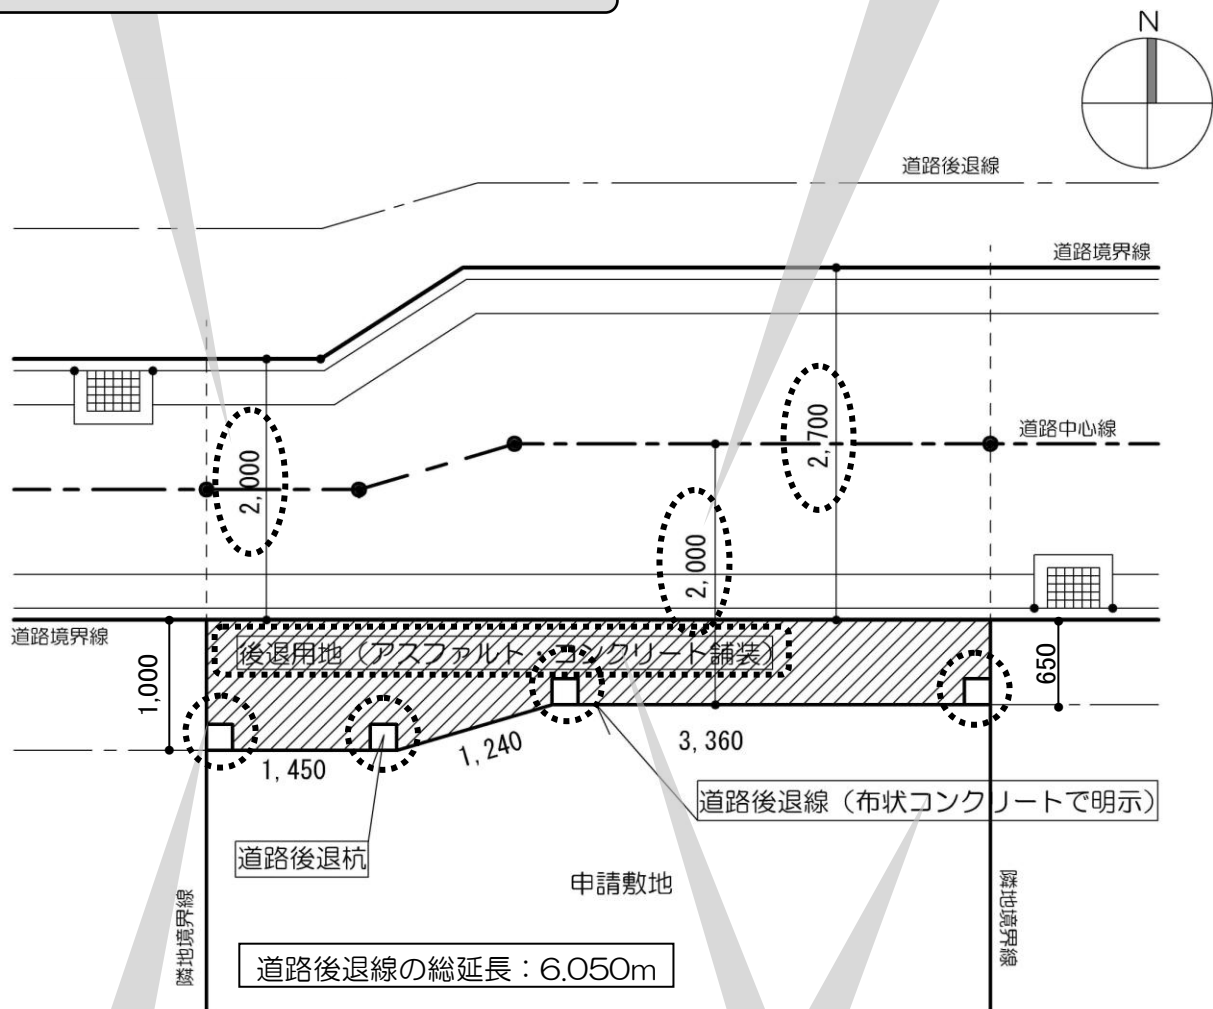 N
道路後退線
道路境界線
2,700
道路中心線
2,000
2,000
道路境界線
後退用地（アスファルト・コンクリート舗装）
1,000
650
1,450
1,240
3,360
道路後退線（布状コンクリートで明示）
道路後退杭
申請敷地
隣地境界線
隣地境界線
道路後退線の総延長：6.050m